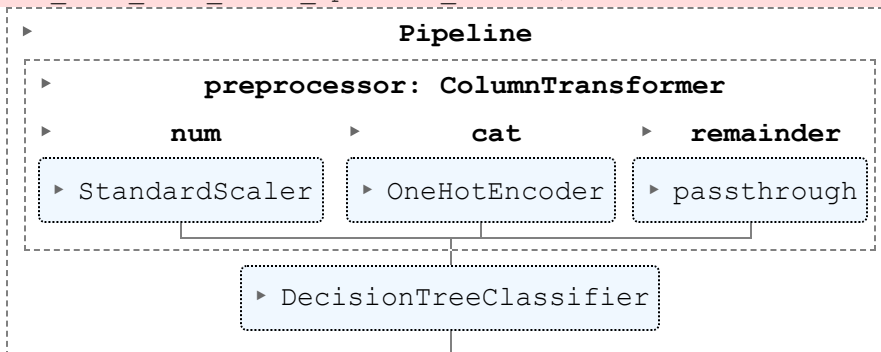 Pipeline
preprocessor: ColumnTransformer
num cat remainder
StandardScaler OneHotEncoder passthrough
DecisionTreeClassifier